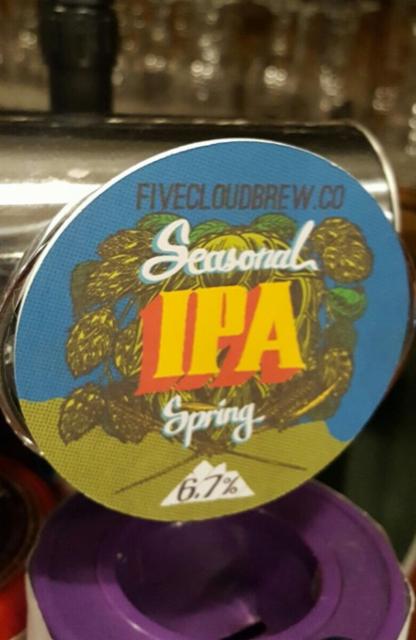 FIVECLOUDBREW.CO
Seasonal
IPA
Spring
6.7%